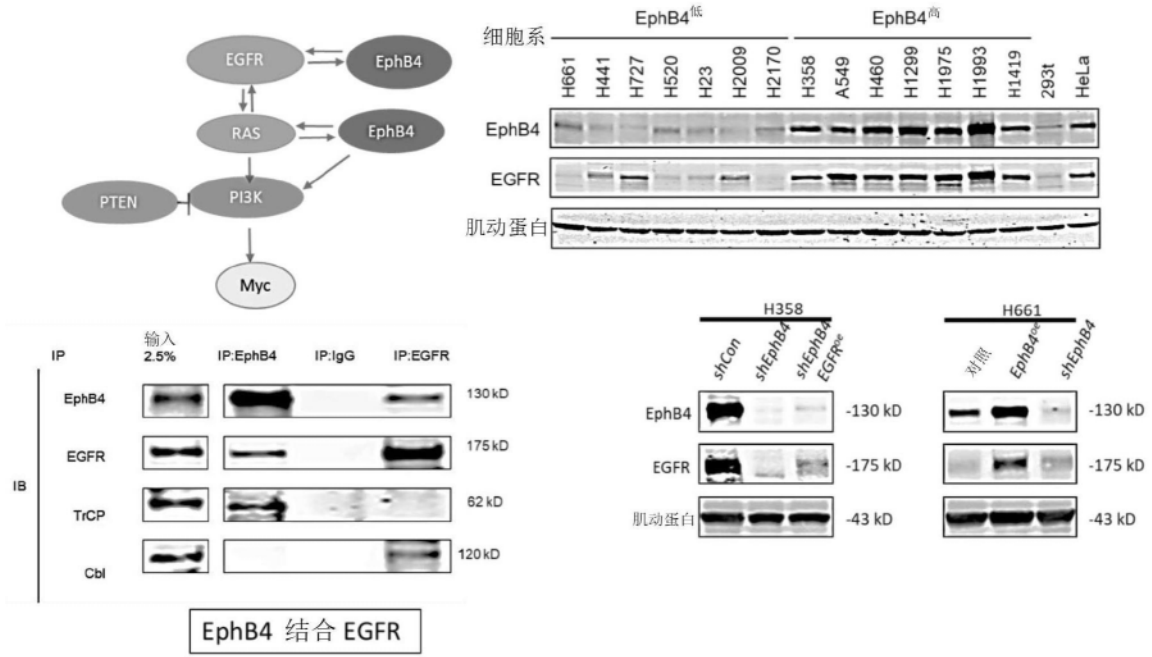 EGFR
EphB4
RAS
EphB4
PTEN
PI3K
Myc
EphB4低
EphB4高
细胞系
H661 H441 H727 H520 H23 H2009 H2170 H358 A549 H460 H1299 H1975 H1993 H1419 293t HeLa
EphB4
EGFR
肌动蛋白
IP
输入
2.5%
IP:EphB4 IP:IgG IP:EGFR
IB
EphB4 130 kD
EGFR 175 kD
TrCP 62 kD
Cbl 120 kD
EphB4 结合 EGFR
H358
shCon shEphB4 shEphB4
EGFRoe
EphB4 -130 kD
EGFR -175 kD
肌动蛋白 -43 kD
H661
对照 EphB4oe shEphB4
-130 kD
-175 kD
-43 kD